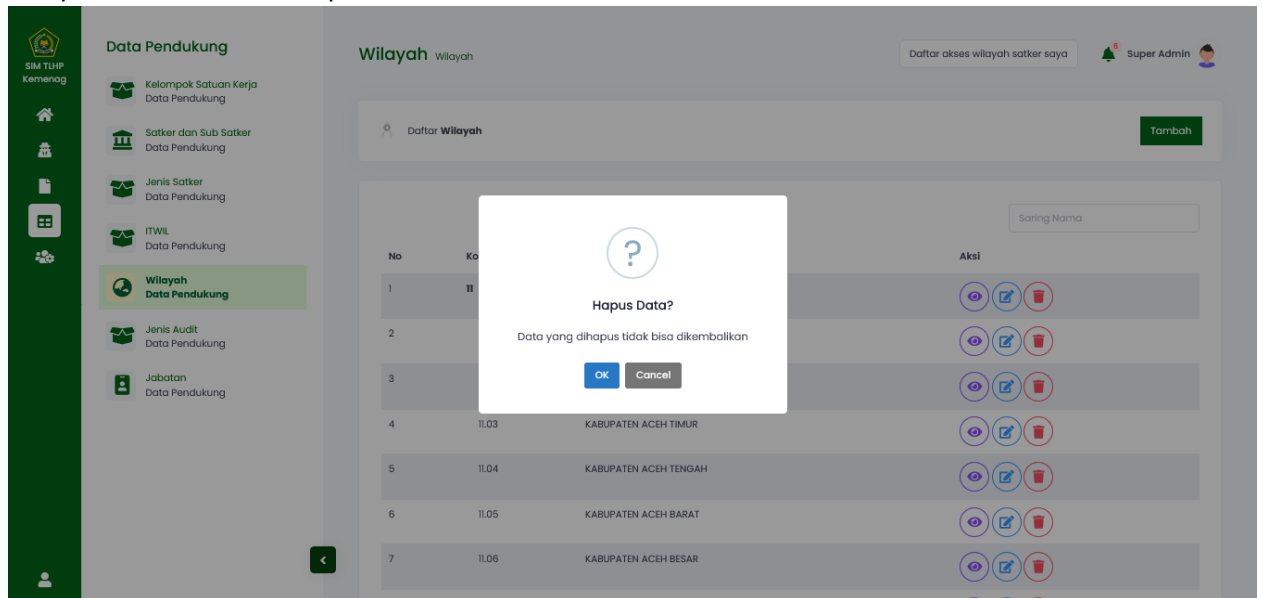 SIM TLHP
Kemenag
Data Pendukung
Kelompok Satuan Kerja
Data Pendukung
Satker dan Sub Satker
Data Pendukung
Jenis Satker
Data Pendukung
ITWIL
Data Pendukung
Wilayah
Data Pendukung
Jenis Audit
Data Pendukung
Jabatan
Data Pendukung
Wilayah Wilayah
Daftar akses wilayah satker saya
5
Super Admin
Daftar Wilayah
Tambah
Saring Nama
No Ko Aksi
1 11
2
3
4 11.03 KABUPATEN ACEH TIMUR
5 11.04 KABUPATEN ACEH TENGAH
6 11.05 KABUPATEN ACEH BARAT
7 11.06 KABUPATEN ACEH BESAR
?
Hapus Data?
Data yang dihapus tidak bisa dikembalikan
OK Cancel